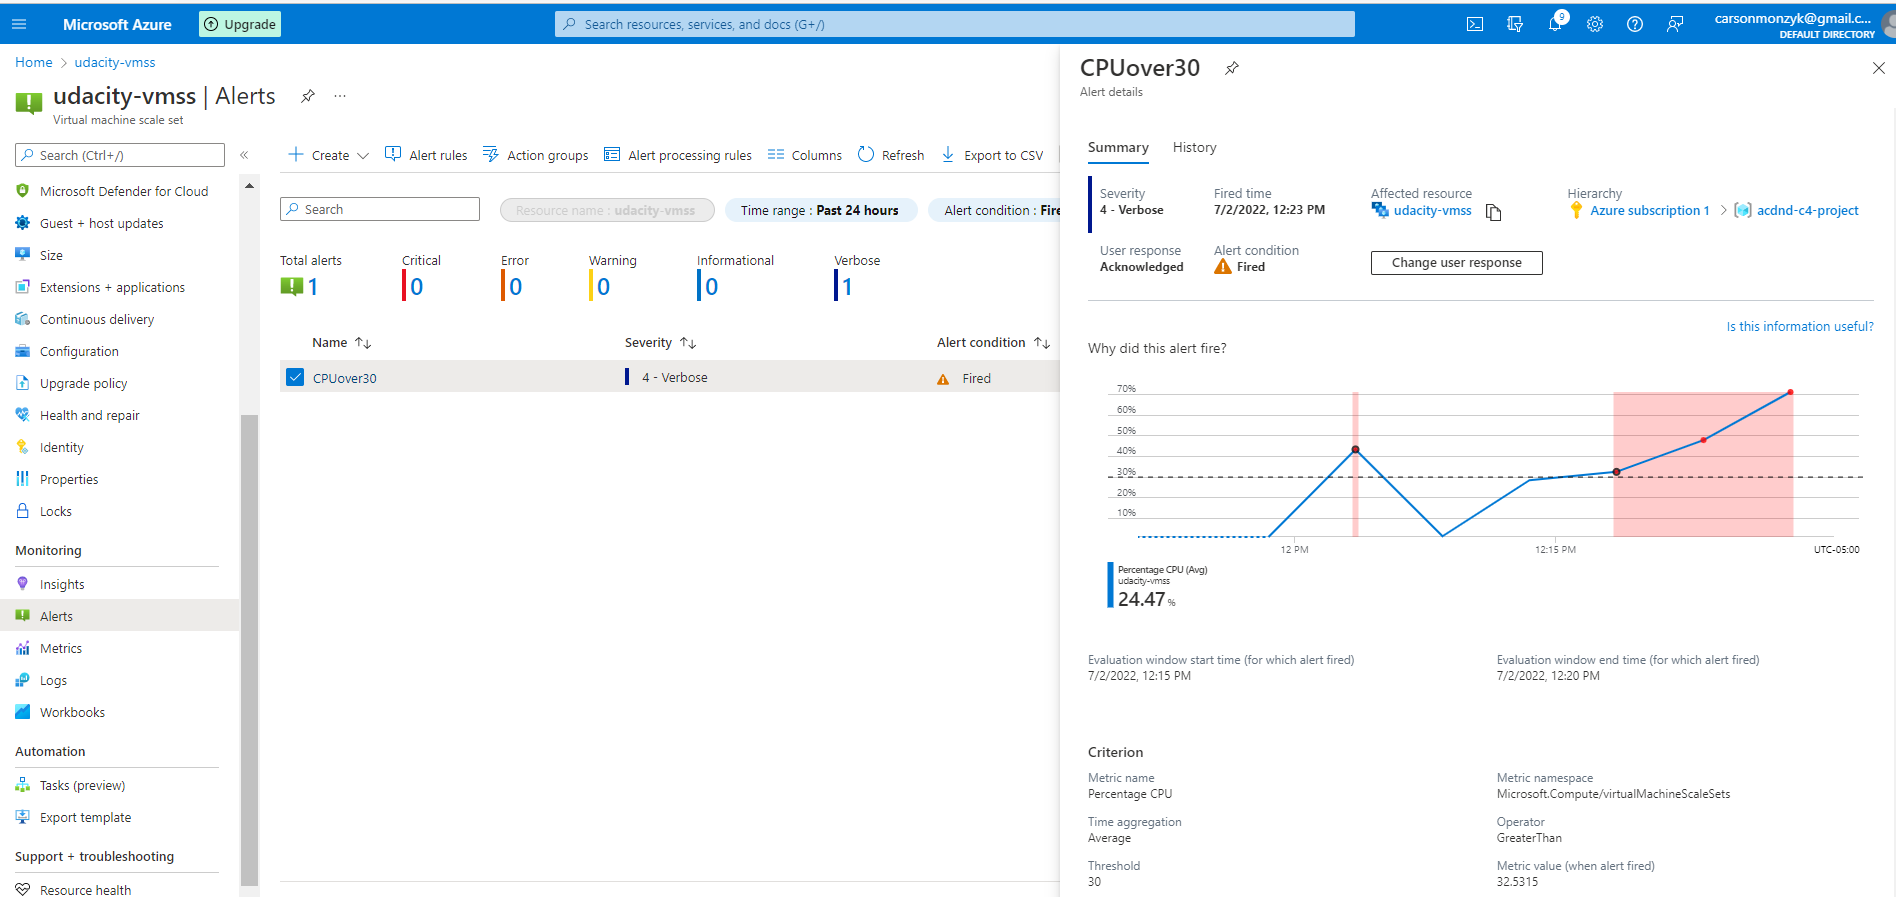 Microsoft Azure
Upgrade
Search resources, services, and docs (G+/)
9
carsonmonzyk@gmail.c...
DEFAULT DIRECTORY
Home > udacity-vmss
udacity-vmss | Alerts
...
Virtual machine scale set
Search (Ctrl+/)
«
Microsoft Defender for Cloud
Guest + host updates
Size
Extensions + applications
Continuous delivery
Configuration
Upgrade policy
Health and repair
Identity
Properties
Locks
Monitoring
Insights
Alerts
Metrics
Logs
Workbooks
Automation
Tasks (preview)
Export template
Support + troubleshooting
Resource health
Create
Alert rules
Action groups
Alert processing rules
Columns
Refresh
Export to CSV
Search
Resource name : udacity-vmss
Time range : Past 24 hours
Alert condition : Fire
Total alerts
1
Critical
0
Error
0
Warning
0
Informational
0
Verbose
1
Name
Severity
Alert condition
CPUover30
4 - Verbose
Fired
CPUover30
Alert details
Summary
History
Severity
4 - Verbose
Fired time
7/2/2022, 12:23 PM
Affected resource
udacity-vmss
Hierarchy
Azure subscription 1 > acdnd-c4-project
User response
Acknowledged
Alert condition
Fired
Change user response
Is this information useful?
Why did this alert fire?
70%
60%
50%
40%
30%
20%
10%
12 PM
12:15 PM
UTC-05:00
Percentage CPU (Avg)
udacity-vmss
24.47 %
Evaluation window start time (for which alert fired)
7/2/2022, 12:15 PM
Evaluation window end time (for which alert fired)
7/2/2022, 12:20 PM
Criterion
Metric name
Percentage CPU
Metric namespace
Microsoft.Compute/virtualMachineScaleSets
Time aggregation
Average
Operator
GreaterThan
Threshold
30
Metric value (when alert fired)
32.5315